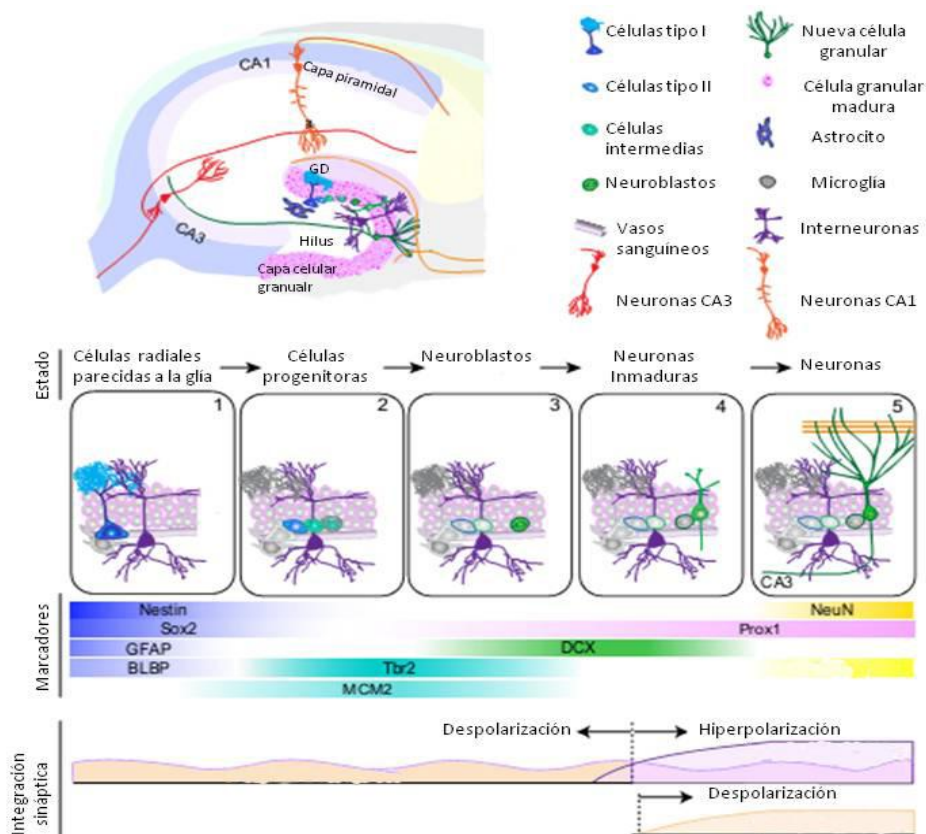 CA1
Capa piramidal
GD
CA3
Hilus
Capa celular
granualr
Células tipo I
Células tipo II
Células
intermedias
Neuroblastos
Vasos
sanguíneos
Neuronas CA3
Nueva célula
granular
Célula granular
madura
Astrocito
Microglía
Interneuronas
Neuronas CA1
Estado
Células radiales
parecidas a la glía
Células
progenitoras
Neuroblastos
Neuronas
Inmaduras
Neuronas
1
2
3
4
5
CA3
Marcadores
Nestin
NeuN
Sox2
Prox1
GFAP
DCX
BLBP
Tbr2
MCM2
Integración
sináptica
Despolarización
Hiperpolarización
Despolarización